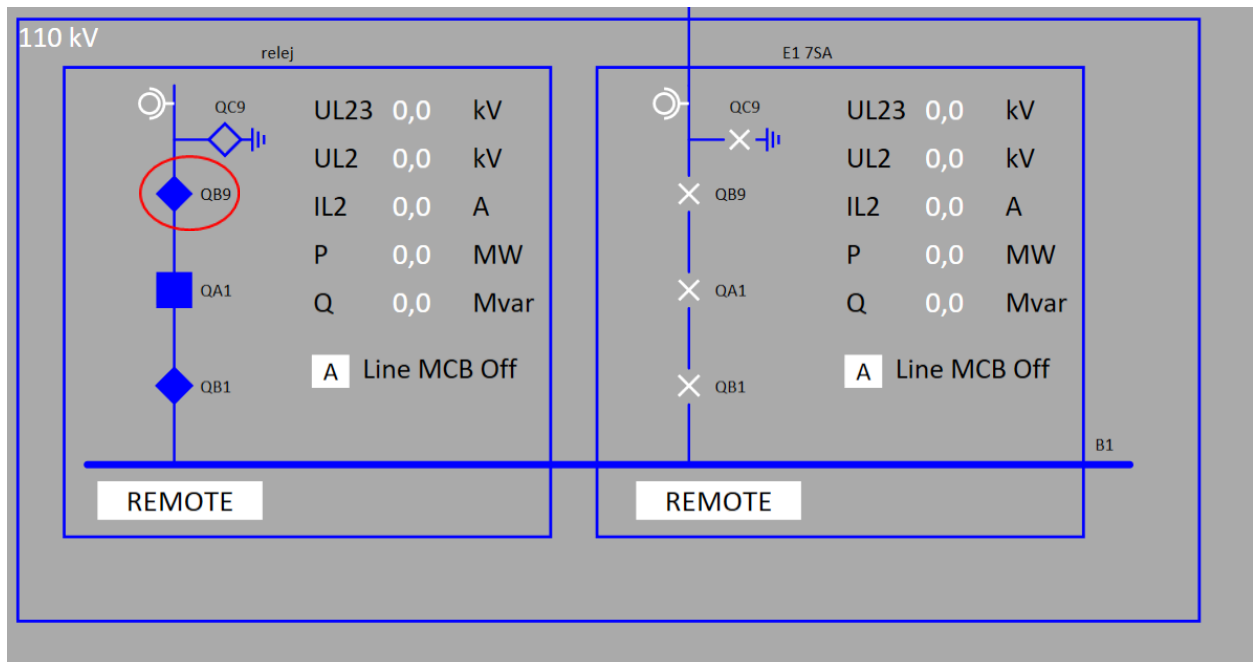 110 kV
relej
QC9
UL23 0,0 kV
UL2 0,0 kV
QB9
IL2 0,0 A
P 0,0 MW
QA1
Q 0,0 Mvar
A Line MCB Off
QB1
REMOTE
E1 7SA
QC9
UL23 0,0 kV
UL2 0,0 kV
QB9
IL2 0,0 A
P 0,0 MW
QA1
Q 0,0 Mvar
A Line MCB Off
QB1
B1
REMOTE